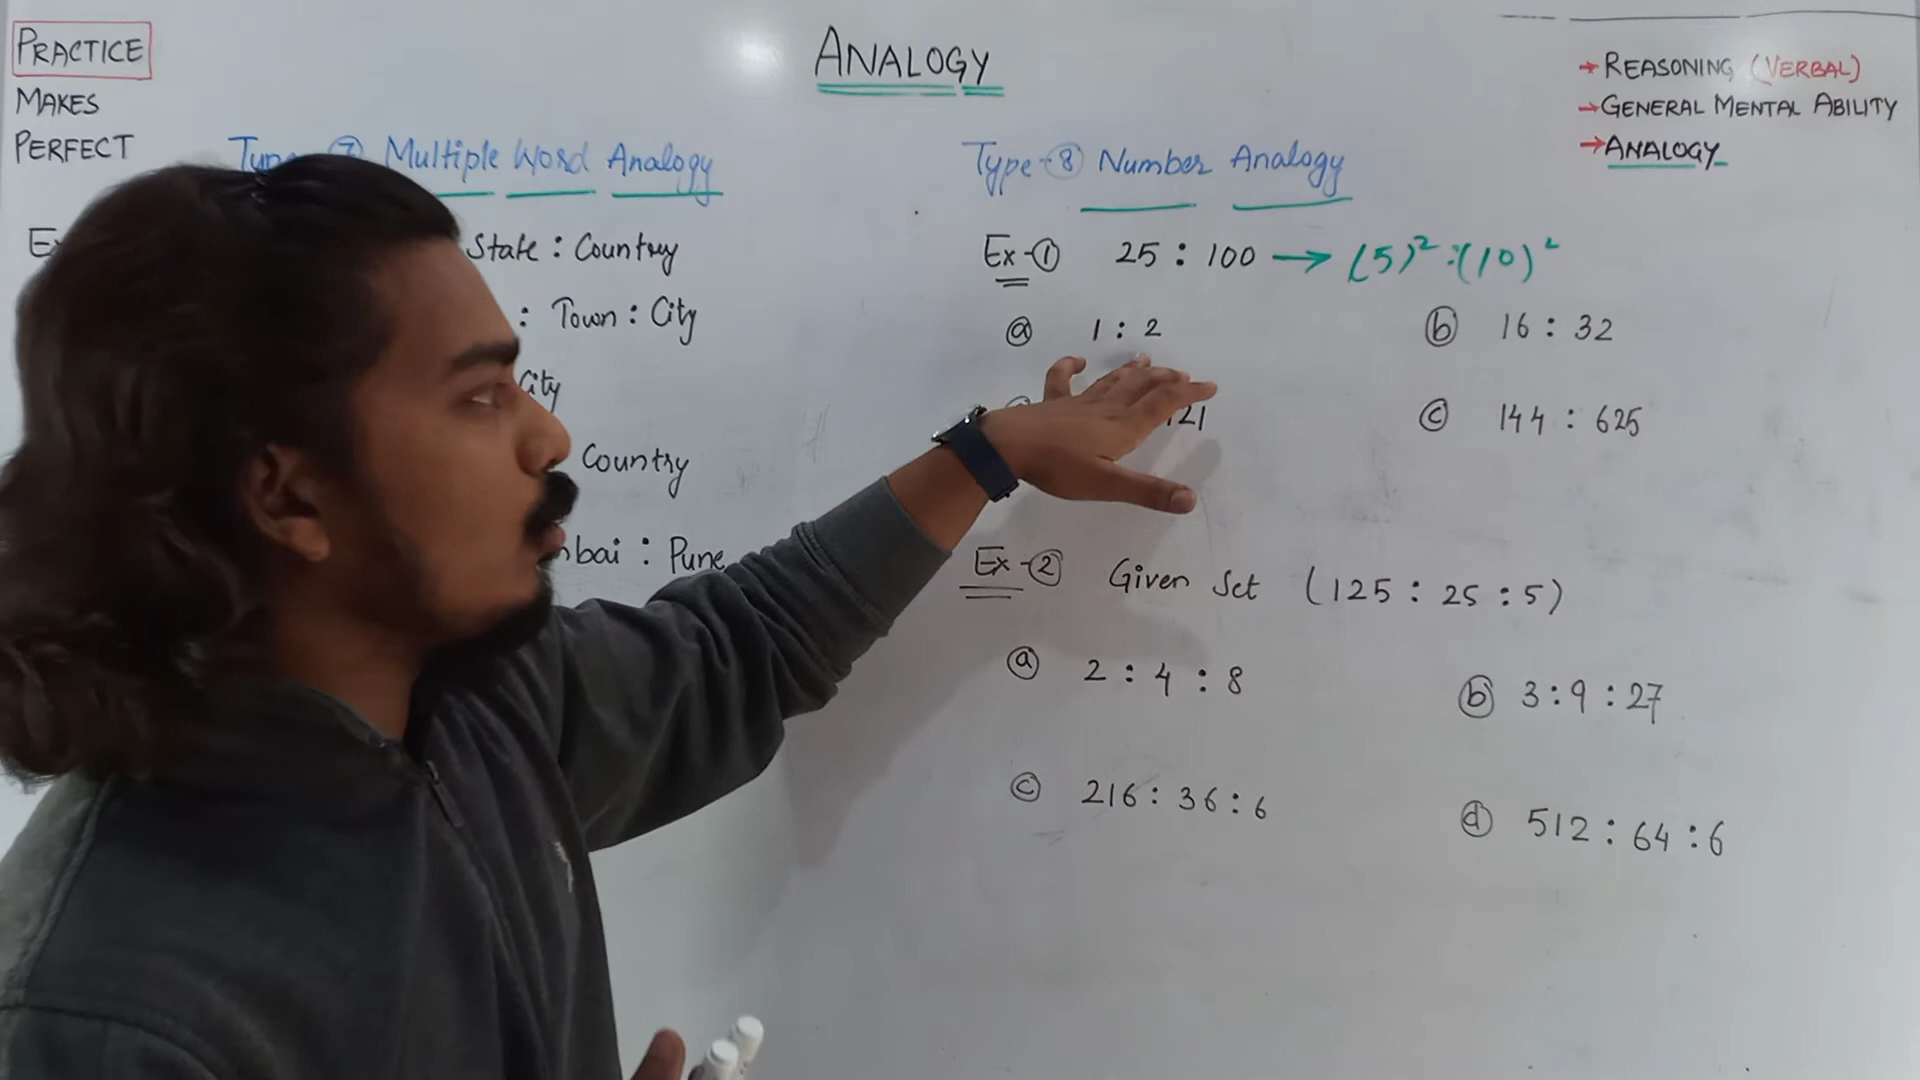 PRACTICE
MAKES
PERFECT
ANALOGY
→ REASONING (VERBAL)
→ GENERAL MENTAL ABILITY
→ ANALOGY
Type ⑦ Multiple Word Analogy
State : Country
: Town : City
City
Country
: Pune
Type-⑧ Number Analogy
Ex-① 25 : 100 → (5)² : (10)²
ⓐ 1 : 2
ⓑ 16 : 32
ⓒ 144 : 625
Ex-② Given Set (125 : 25 : 5)
ⓐ 2 : 4 : 8
ⓑ 3 : 9 : 27
ⓒ 216 : 36 : 6
ⓓ 512 : 64 : 6